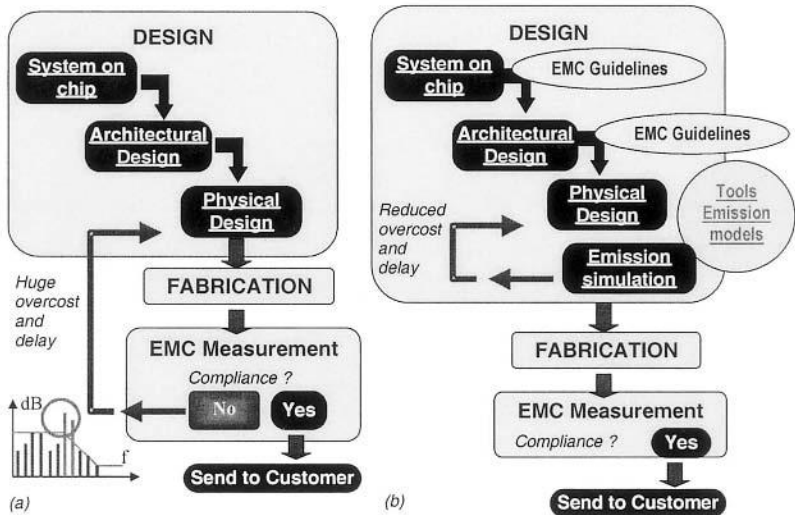 DESIGN
System on
chip
Architectural
Design
Physical
Design
Huge
overcost
and
delay
FABRICATION
EMC Measurement
Compliance ?
No
Yes
dB
f
Send to Customer
(a)
DESIGN
System on
chip
EMC Guidelines
Architectural
Design
EMC Guidelines
Physical
Design
Tools
Emission
models
Reduced
overcost
and
delay
Emission
simulation
FABRICATION
EMC Measurement
Compliance ?
Yes
Send to Customer
(b)